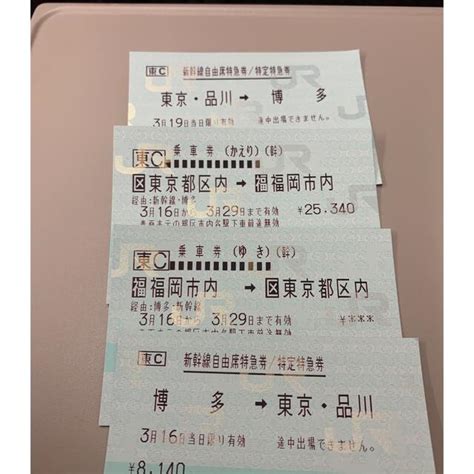 東C 新幹線自由席特急券/特定特急券
東京・品川 → 博多
3月19日当日限り有効 途中出場できません。
東C 乗車券 (かえり) (幹)
区東京都区内 → 福福岡市内
経由:新幹線・博多
3月16日から 3月29日まで有効 ¥25,340
東C 乗車券 (ゆき) (幹)
福福岡市内 → 区東京都区内
経由:博多・新幹線
3月16日から 3月29日まで有効 ¥***
東C 新幹線自由席特急券/特定特急券
博多 → 東京・品川
3月16日当日限り有効 途中出場できません。
¥8,140